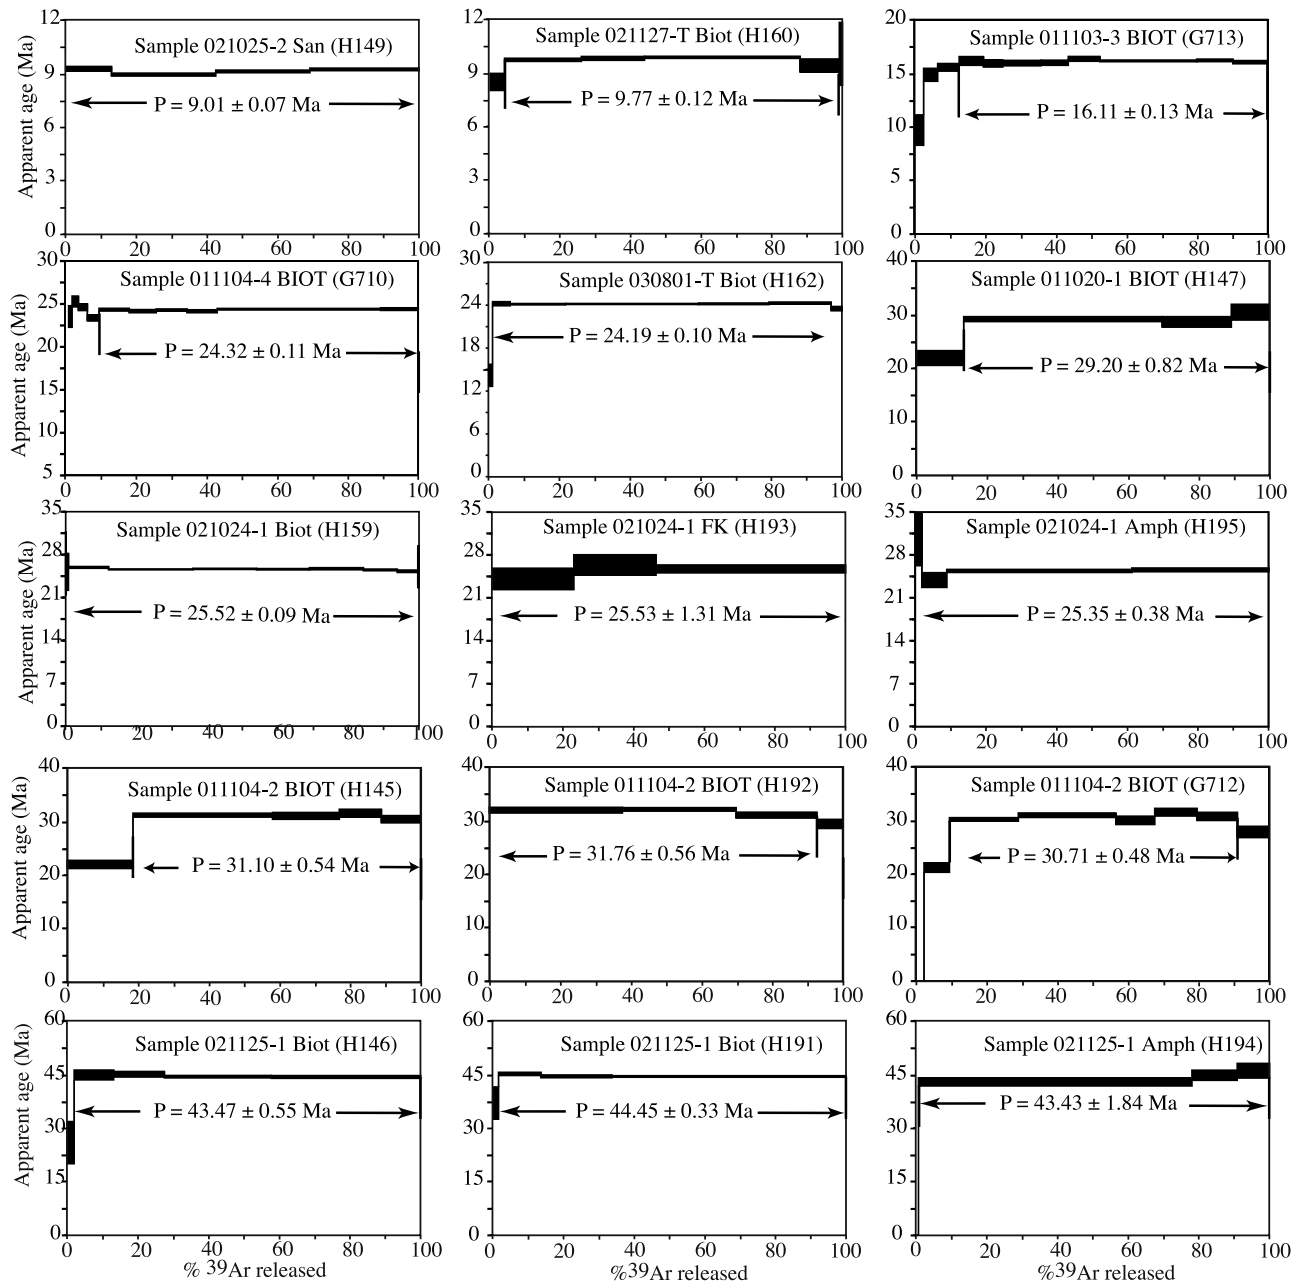 Sample 021025-2 San (H149)
P = 9.01 ± 0.07 Ma
Apparent age (Ma)
12
9
6
3
0
0 20 40 60 80 100
Sample 021127-T Biot (H160)
P = 9.77 ± 0.12 Ma
12
9
6
3
0
0 20 40 60 80 100
Sample 011103-3 BIOT (G713)
P = 16.11 ± 0.13 Ma
20
15
10
5
0
0 20 40 60 80 100
Sample 011104-4 BIOT (G710)
P = 24.32 ± 0.11 Ma
Apparent age (Ma)
30
25
20
15
10
5
0 20 40 60 80 100
Sample 030801-T Biot (H162)
P = 24.19 ± 0.10 Ma
30
24
18
12
6
0
0 20 40 60 80 100
Sample 011020-1 BIOT (H147)
P = 29.20 ± 0.82 Ma
40
30
20
10
0
0 20 40 60 80 100
Sample 021024-1 Biot (H159)
P = 25.52 ± 0.09 Ma
Apparent age (Ma)
35
28
21
14
7
0
0 20 40 60 80 100
Sample 021024-1 FK (H193)
P = 25.53 ± 1.31 Ma
35
28
21
14
7
0
0 20 40 60 80 100
Sample 021024-1 Amph (H195)
P = 25.35 ± 0.38 Ma
35
28
21
14
7
0
0 20 40 60 80 100
Sample 011104-2 BIOT (H145)
P = 31.10 ± 0.54 Ma
Apparent age (Ma)
40
30
20
10
0
0 20 40 60 80 100
Sample 011104-2 BIOT (H192)
P = 31.76 ± 0.56 Ma
40
30
20
10
0
0 20 40 60 80 100
Sample 011104-2 BIOT (G712)
P = 30.71 ± 0.48 Ma
40
30
20
10
0
20 40 60 80 100
Sample 021125-1 Biot (H146)
P = 43.47 ± 0.55 Ma
Apparent age (Ma)
60
45
30
15
0
0 20 40 60 80 100
% ³⁹Ar released
Sample 021125-1 Biot (H191)
P = 44.45 ± 0.33 Ma
60
45
30
15
0
0 20 40 60 80 100
Sample 021125-1 Amph (H194)
P = 43.43 ± 1.84 Ma
60
45
30
15
0
0 20 40 60 80 100
%³⁹Ar released